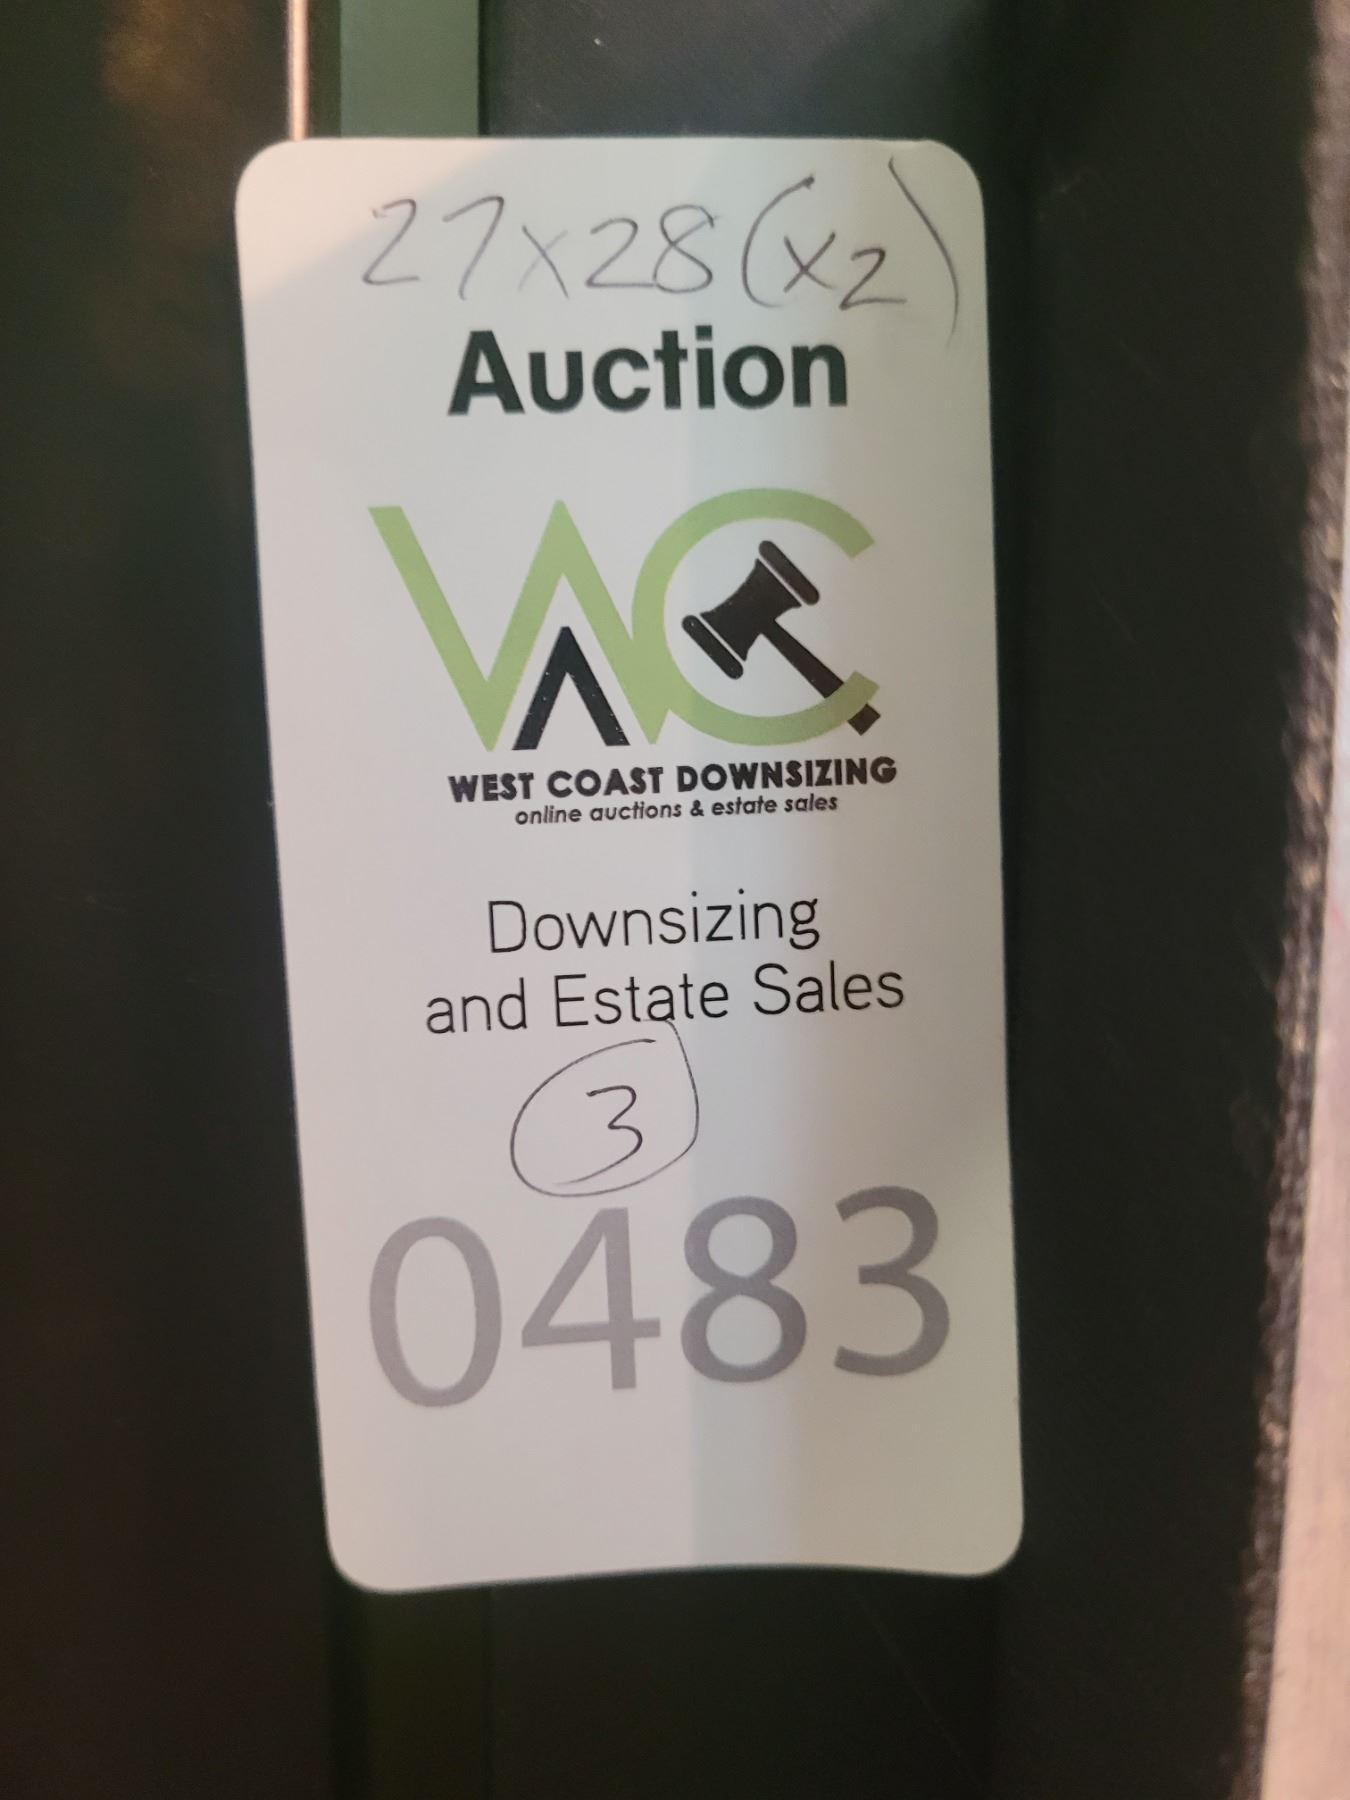 27x28 (x2)
Auction
WC
WEST COAST DOWNSIZING
online auctions & estate sales
Downsizing
and Estate Sales
3
0483